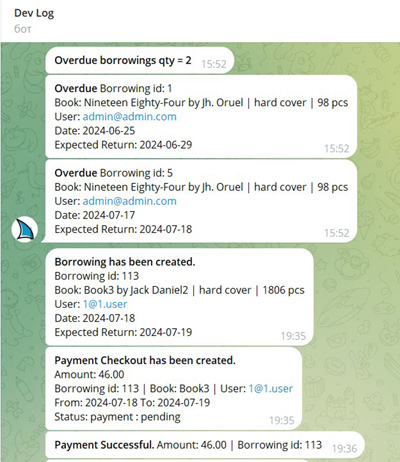 Dev Log
бот
Overdue borrowings qty = 2 15:52
Overdue Borrowing id: 1
Book: Nineteen Eighty-Four by Jh. Oruel | hard cover | 98 pcs
User: admin@admin.com
Date: 2024-06-25
Expected Return: 2024-06-29 15:52
Overdue Borrowing id: 5
Book: Nineteen Eighty-Four by Jh. Oruel | hard cover | 98 pcs
User: admin@admin.com
Date: 2024-07-17
Expected Return: 2024-07-18 15:52
Borrowing has been created.
Borrowing id: 113
Book: Book3 by Jack Daniel2 | hard cover | 1806 pcs
User: 1@1.user
Date: 2024-07-18
Expected Return: 2024-07-19 19:35
Payment Checkout has been created.
Amount: 46.00
Borrowing id: 113 | Book: Book3 | User: 1@1.user
From: 2024-07-18 To: 2024-07-19
Status: payment : pending 19:35
Payment Successful. Amount: 46.00 | Borrowing id: 113 19:36